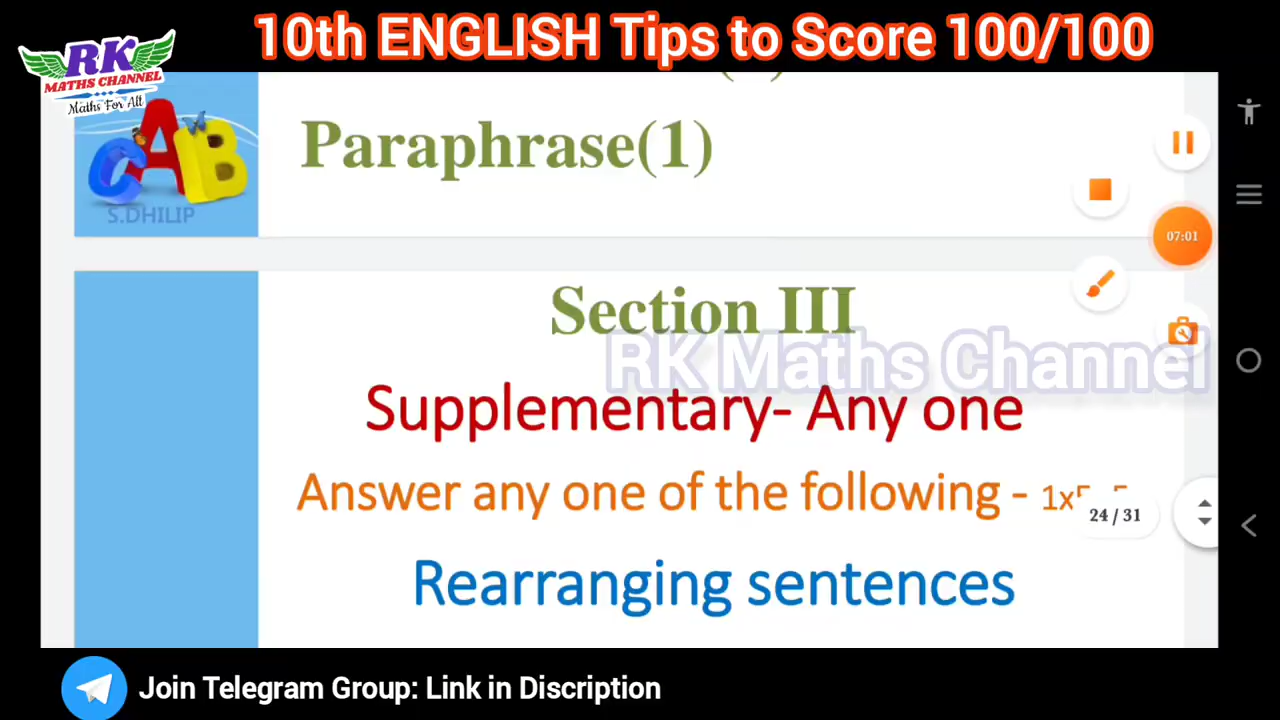 10th ENGLISH Tips to Score 100/100
RK
MATHS CHANNEL
Maths For All
CAB
S.DHILIP
Paraphrase(1)
07:01
Section III
RK Maths Channel
Supplementary- Any one
Answer any one of the following - 1x5
24 / 31
Rearranging sentences
Join Telegram Group: Link in Discription